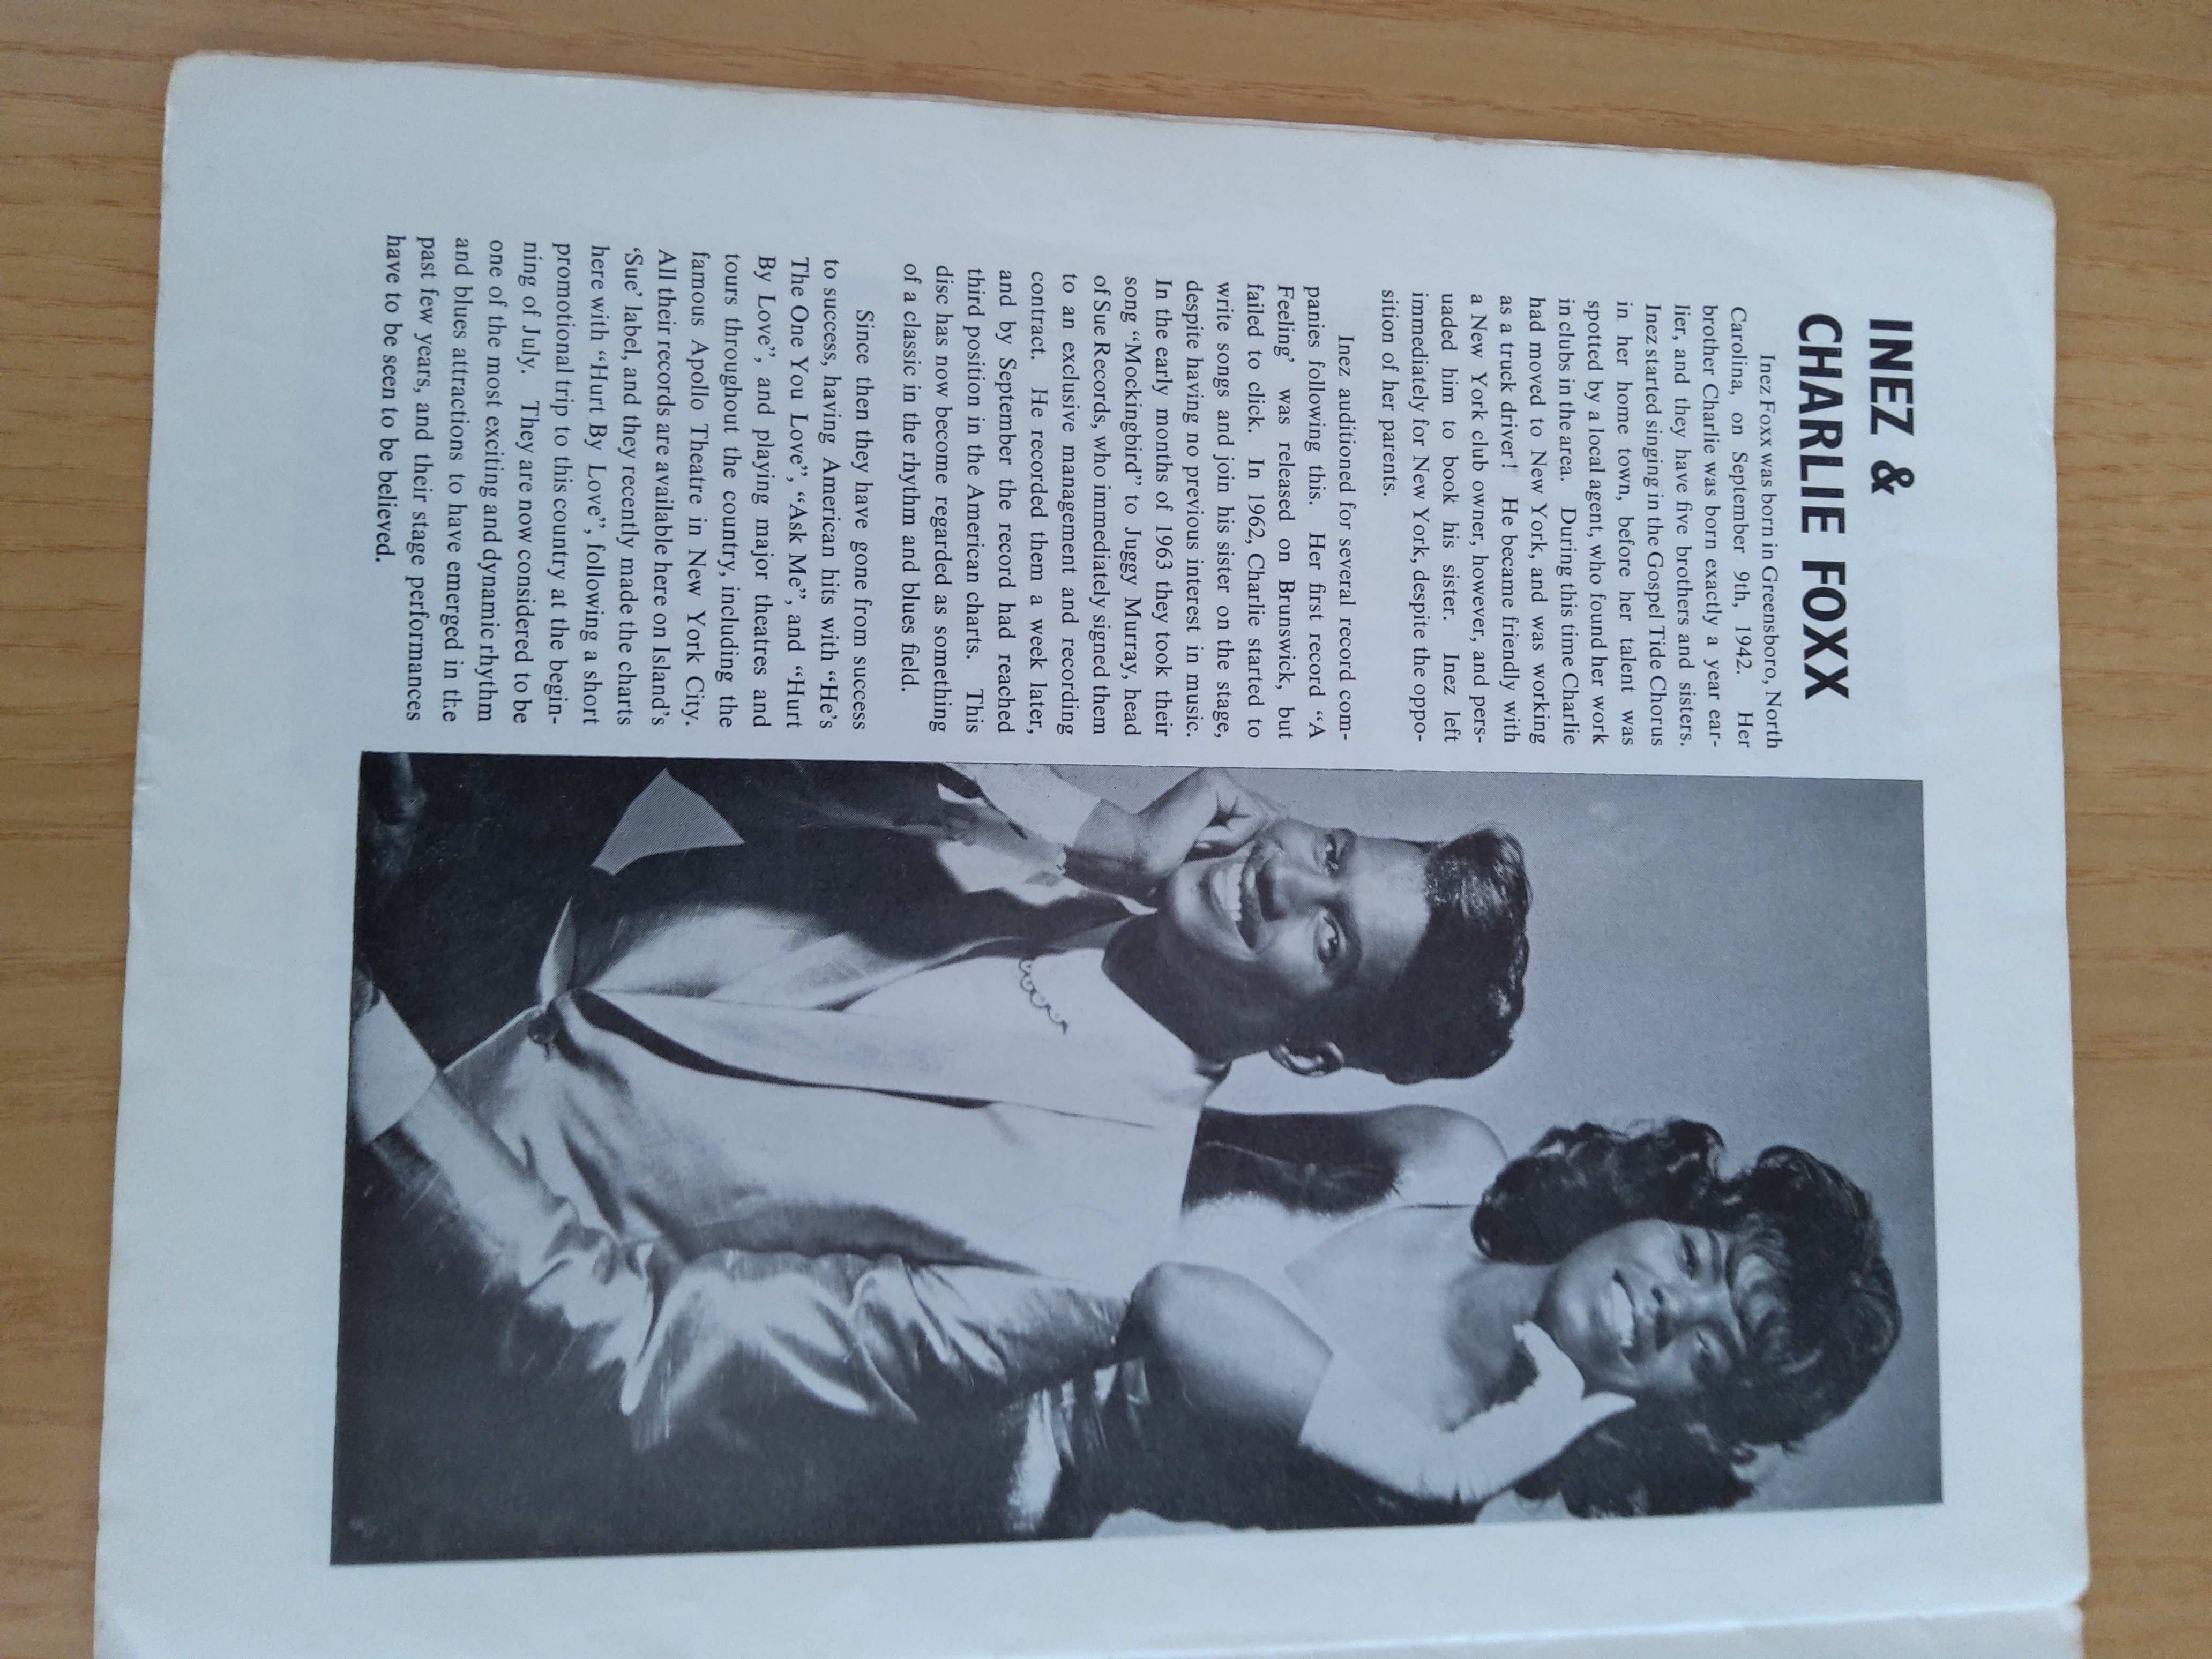 INEZ &
CHARLIE FOXX
Inez Foxx was born in Greensboro, North
Carolina, on September 9th, 1942. Her
brother Charlie was born exactly a year ear-
lier, and they have five brothers and sisters.
Inez started singing in the Gospel Tide Chorus
in her home town, before her talent was
spotted by a local agent, who found her work
in clubs in the area. During this time Charlie
had moved to New York, and was working
as a truck driver! He became friendly with
a New York club owner, however, and pers-
uaded him to book his sister. Inez left
immediately for New York, despite the oppo-
sition of her parents.
Inez auditioned for several record com-
panies following this. Her first record “A
Feeling’ was released on Brunswick, but
failed to click. In 1962, Charlie started to
write songs and join his sister on the stage,
despite having no previous interest in music.
In the early months of 1963 they took their
song “Mockingbird” to Juggy Murray, head
of Sue Records, who immediately signed them
to an exclusive management and recording
contract. He recorded them a week later,
and by September the record had reached
third position in the American charts. This
disc has now become regarded as something
of a classic in the rhythm and blues field.
Since then they have gone from success
to success, having American hits with “He’s
The One You Love”, “Ask Me”, and “Hurt
By Love”, and playing major theatres and
tours throughout the country, including the
famous Apollo Theatre in New York City.
All their records are available here on Island’s
‘Sue’ label, and they recently made the charts
here with “Hurt By Love”, following a short
promotional trip to this country at the begin-
ning of July. They are now considered to be
one of the most exciting and dynamic rhythm
and blues attractions to have emerged in the
past few years, and their stage performances
have to be seen to be believed.